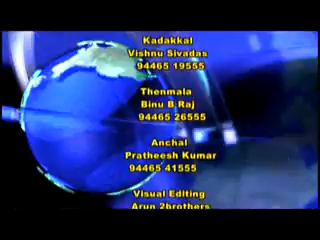 Kadakkal
Vishnu Sivadas
94465 19555
Thenmala
Binu B Raj
94465 26555
Anchal
Pratheesh Kumar
94465 41555
Visual Editing
Arun 2brothers